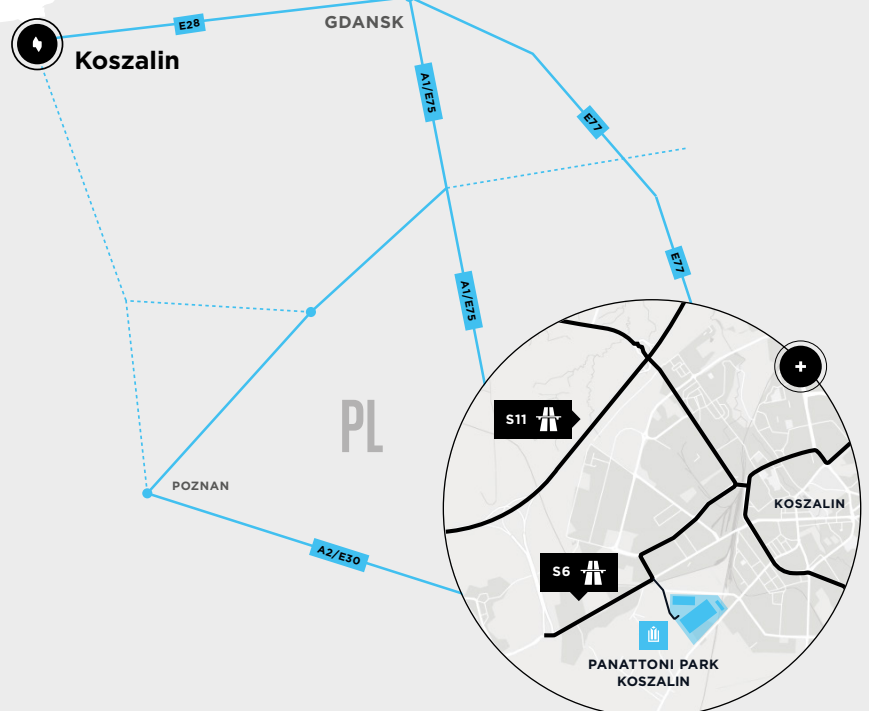 E28
GDANSK
Koszalin
A1/E75
E77
E77
A1/E75
PL
S11
POZNAN
KOSZALIN
A2/E30
S6
PANATTONI PARK
KOSZALIN